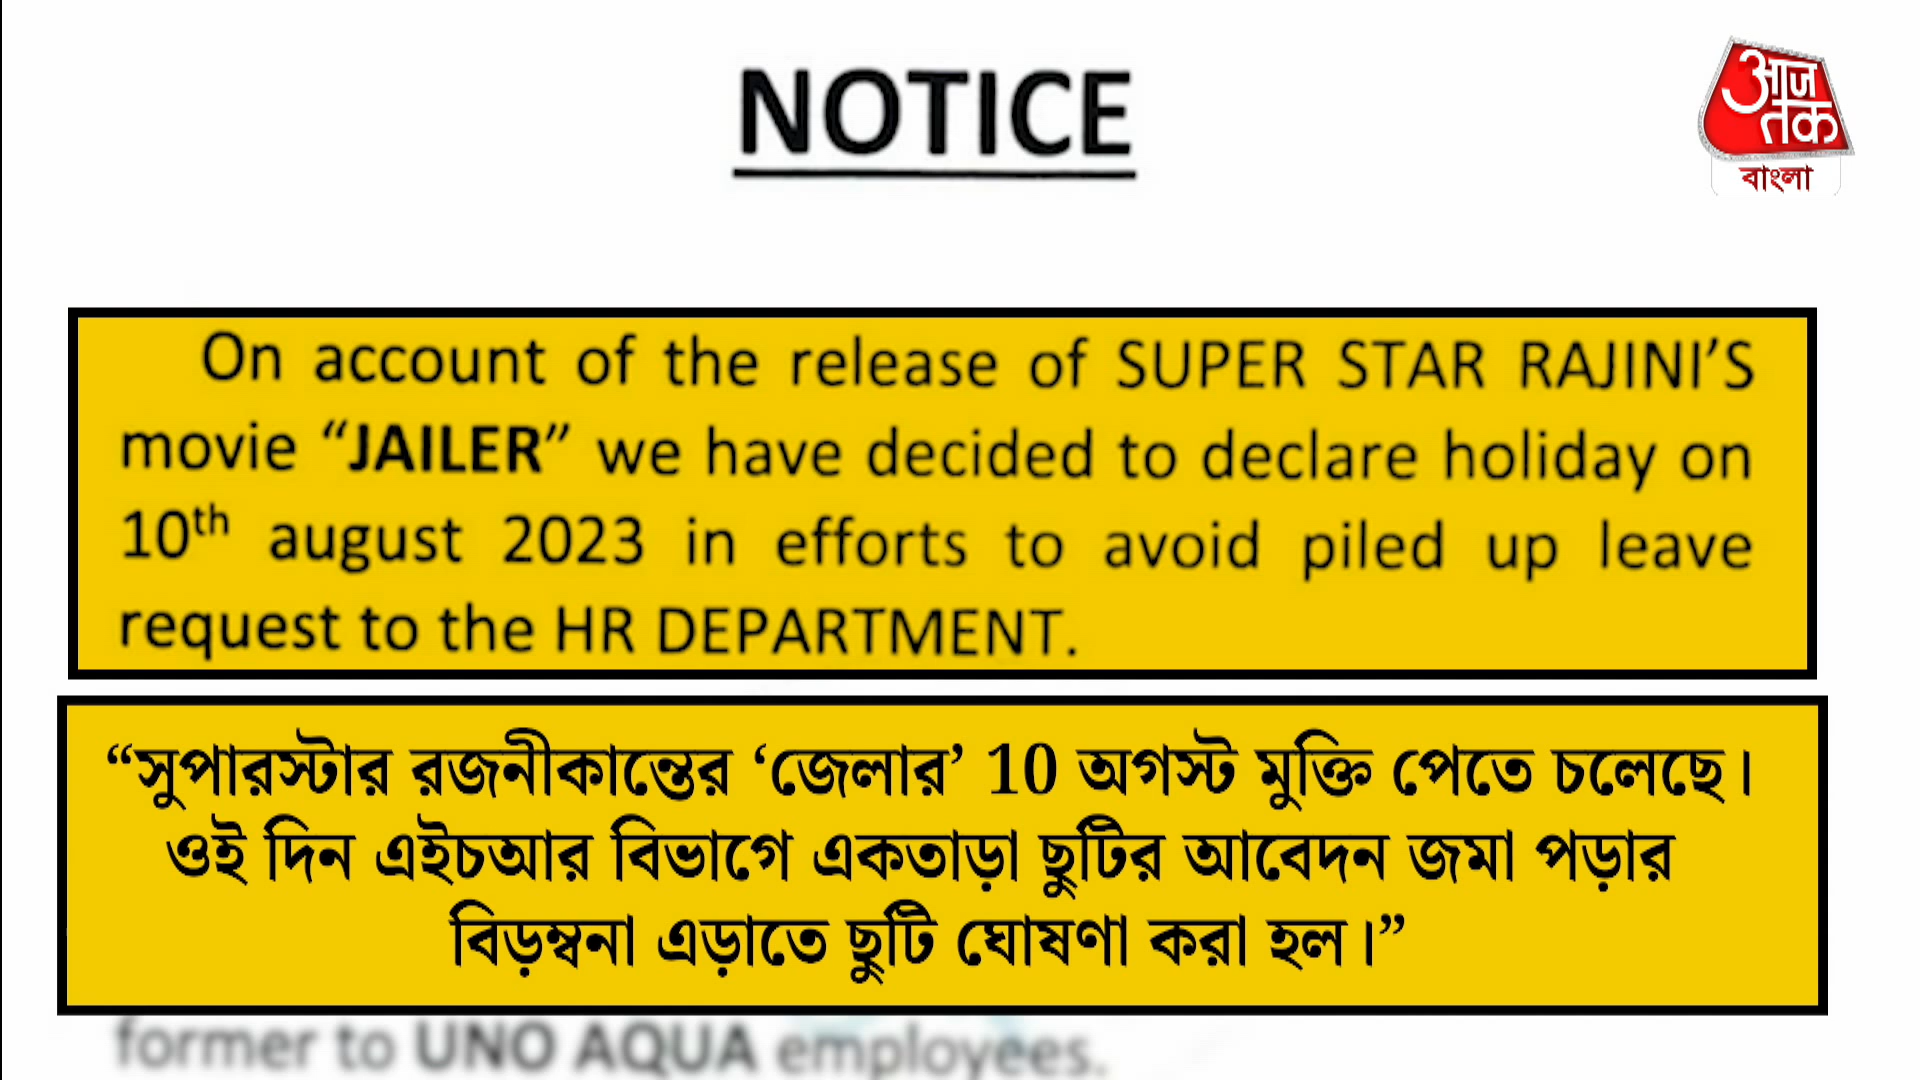 NOTICE
आज
तक
বাংলা
On account of the release of SUPER STAR RAJINI’S
movie “JAILER” we have decided to declare holiday on
10th august 2023 in efforts to avoid piled up leave
request to the HR DEPARTMENT.
“সুপারস্টার রজনীকান্তের ‘জেলার’ 10 অগস্ট মুক্তি পেতে চলেছে।
ওই দিন এইচআর বিভাগে একতাড়া ছুটির আবেদন জমা পড়ার
বিড়ম্বনা এড়াতে ছুটি ঘোষণা করা হল।”
former to UNO AQUA employees.